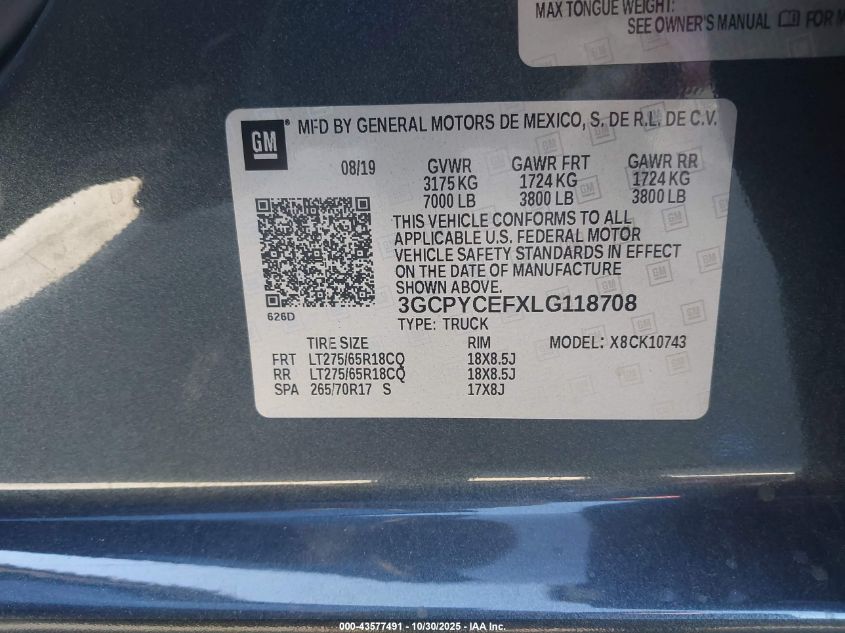 MAX TONGUE WEIGHT:
SEE OWNER'S MANUAL FOR
GM
MFD BY GENERAL MOTORS DE MEXICO, S. DE R.L. DE C.V.
08/19 GVWR GAWR FRT GAWR RR
3175 KG 1724 KG 1724 KG
7000 LB 3800 LB 3800 LB
THIS VEHICLE CONFORMS TO ALL
APPLICABLE U.S. FEDERAL MOTOR
VEHICLE SAFETY STANDARDS IN EFFECT
ON THE DATE OF MANUFACTURE
SHOWN ABOVE.
626D
3GCPYCEFXLG118708
TYPE: TRUCK
TIRE SIZE RIM MODEL: X8CK10743
FRT LT275/65R18CQ 18X8.5J
RR LT275/65R18CQ 18X8.5J
SPA 265/70R17 S 17X8J
000-43577491 - 10/30/2025 - IAA Inc.